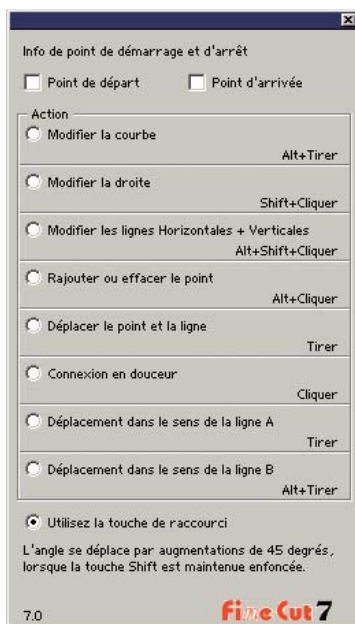 Info de point de démarrage et d'arrêt
Point de départ Point d'arrivée
Action
Modifier la courbe
Alt+Tirer
Modifier la droite
Shift+Cliquer
Modifier les lignes Horizontales + Verticales
Alt+Shift+Cliquer
Rajouter ou effacer le point
Alt+Cliquer
Déplacer le point et la ligne
Tirer
Connexion en douceur
Cliquer
Déplacement dans le sens de la ligne A
Tirer
Déplacement dans le sens de la ligne B
Alt+Tirer
Utilisez la touche de raccourci
L'angle se déplace par augmentations de 45 degrés,
lorsque la touche Shift est maintenue enfoncée.
7.0 FineCut 7